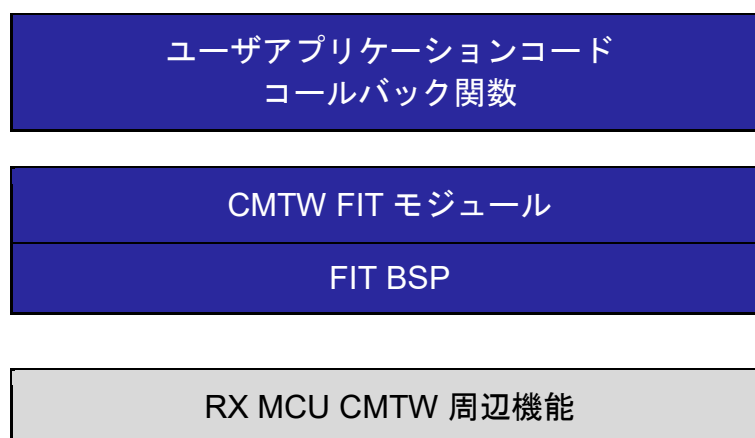 ユーザアプリケーションコード
コールバック関数
CMTW FIT モジュール
FIT BSP
RX MCU CMTW 周辺機能